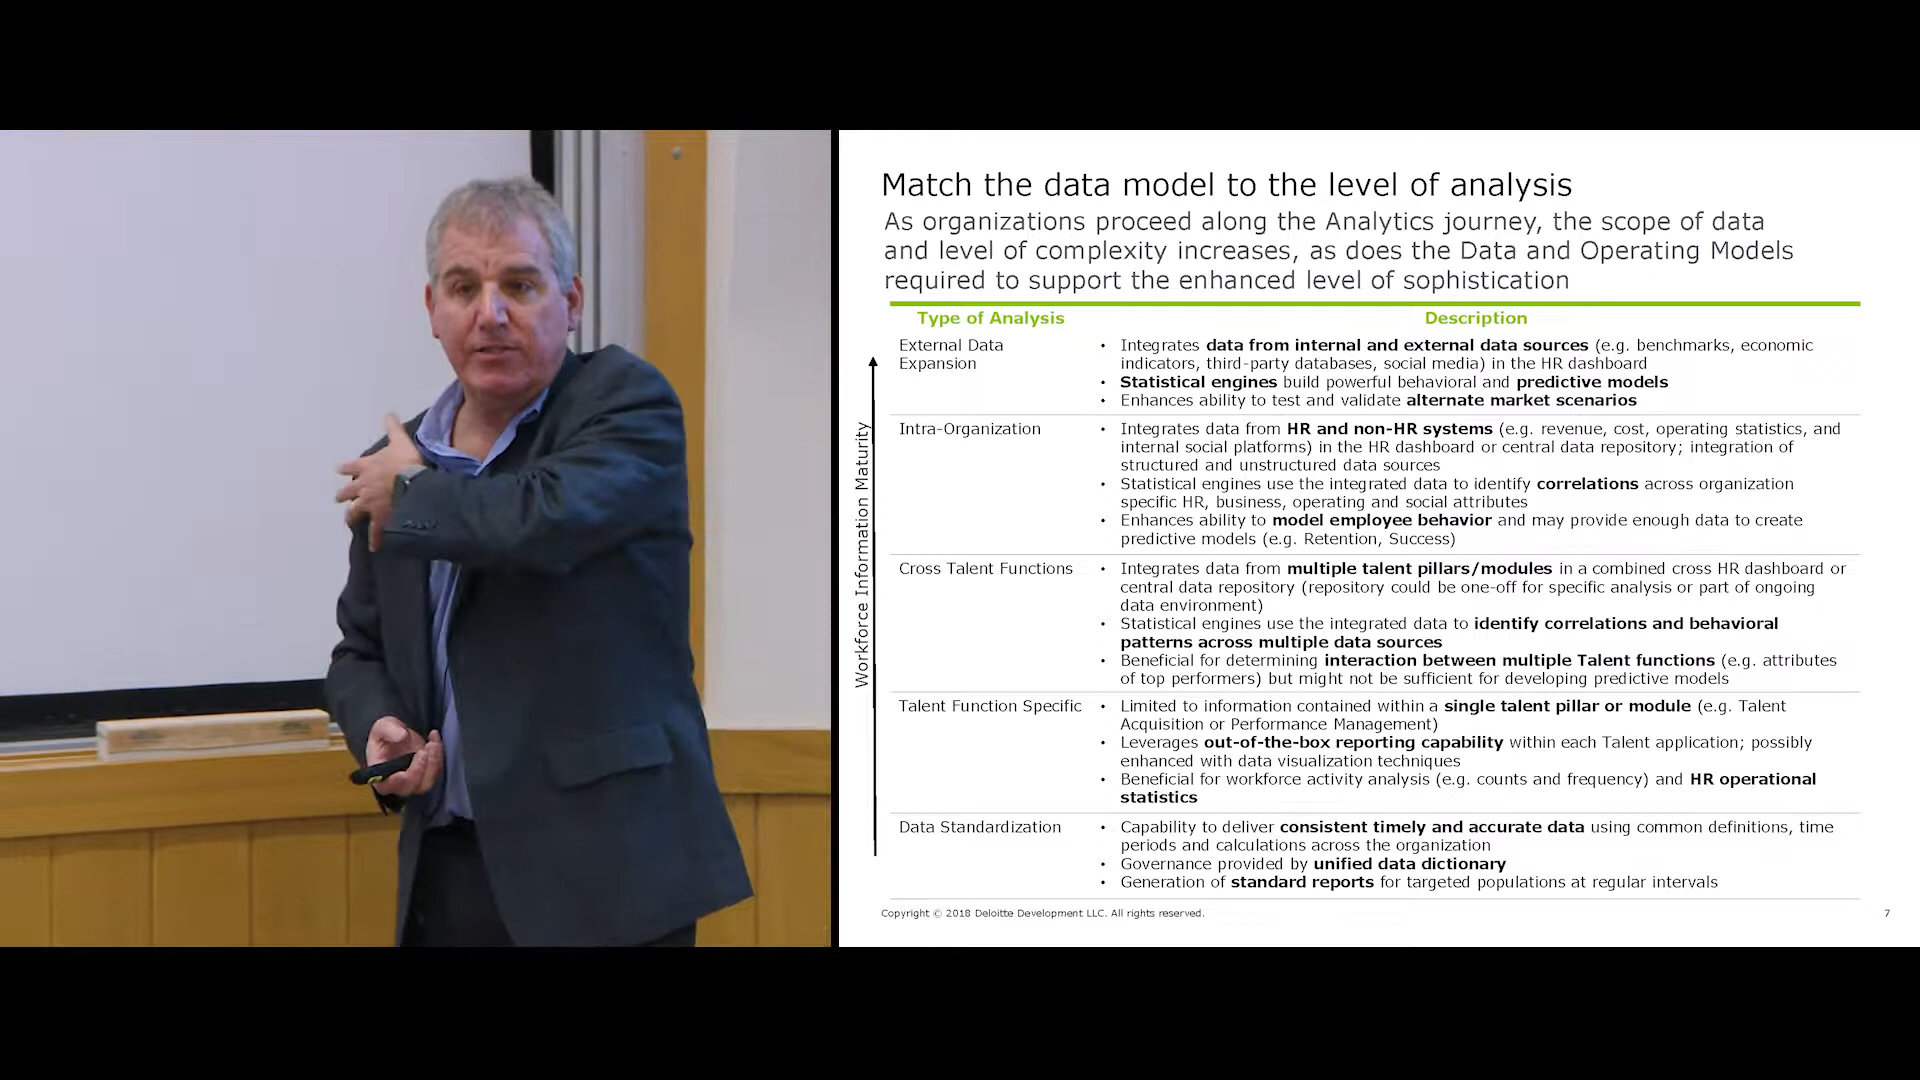 Match the data model to the level of analysis
As organizations proceed along the Analytics journey, the scope of data
and level of complexity increases, as does the Data and Operating Models
required to support the enhanced level of sophistication
Type of Analysis
Description
Workforce Information Maturity
External Data
Expansion
• Integrates data from internal and external data sources (e.g. benchmarks, economic
indicators, third-party databases, social media) in the HR dashboard
• Statistical engines build powerful behavioral and predictive models
• Enhances ability to test and validate alternate market scenarios
Intra-Organization
• Integrates data from HR and non-HR systems (e.g. revenue, cost, operating statistics, and
internal social platforms) in the HR dashboard or central data repository; integration of
structured and unstructured data sources
• Statistical engines use the integrated data to identify correlations across organization
specific HR, business, operating and social attributes
• Enhances ability to model employee behavior and may provide enough data to create
predictive models (e.g. Retention, Success)
Cross Talent Functions
• Integrates data from multiple talent pillars/modules in a combined cross HR dashboard or
central data repository (repository could be one-off for specific analysis or part of ongoing
data environment)
• Statistical engines use the integrated data to identify correlations and behavioral
patterns across multiple data sources
• Beneficial for determining interaction between multiple Talent functions (e.g. attributes
of top performers) but might not be sufficient for developing predictive models
Talent Function Specific
• Limited to information contained within a single talent pillar or module (e.g. Talent
Acquisition or Performance Management)
• Leverages out-of-the-box reporting capability within each Talent application; possibly
enhanced with data visualization techniques
• Beneficial for workforce activity analysis (e.g. counts and frequency) and HR operational
statistics
Data Standardization
• Capability to deliver consistent timely and accurate data using common definitions, time
periods and calculations across the organization
• Governance provided by unified data dictionary
• Generation of standard reports for targeted populations at regular intervals
Copyright © 2018 Deloitte Development LLC. All rights reserved.
7